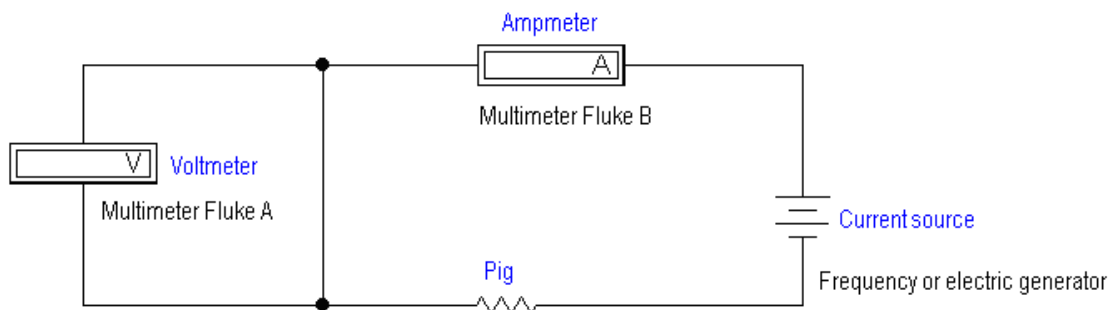 Ampmeter
A
Multimeter Fluke B
V
Voltmeter
Multimeter Fluke A
Current source
Pig
Frequency or electric generator